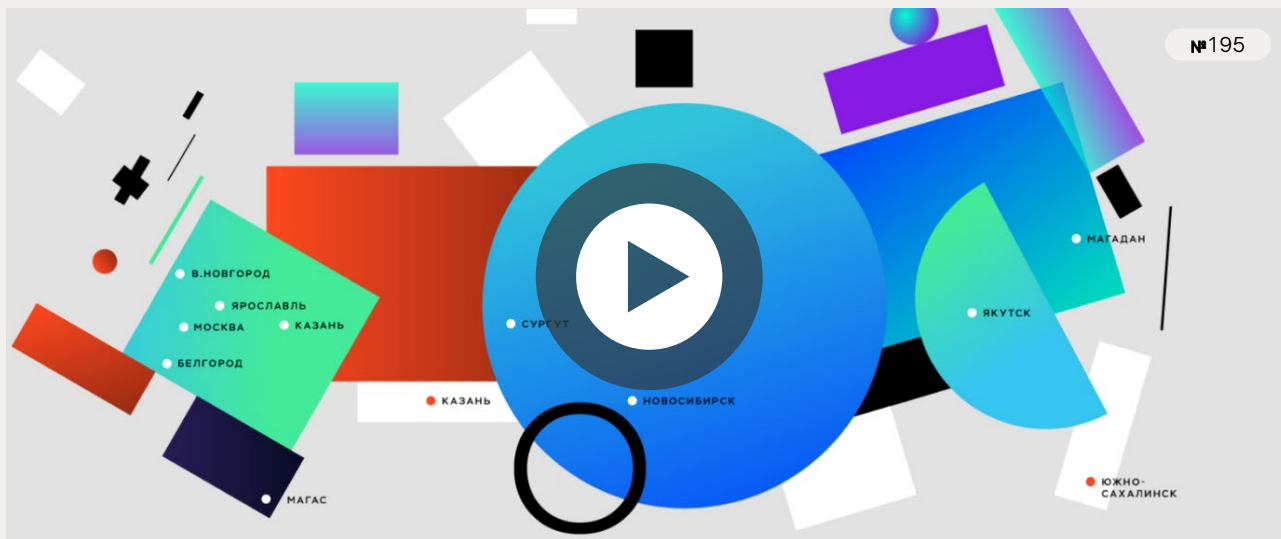 №195
МАГАДАН
В.НОВГОРОД
ЯРОСЛАВЛЬ
ЯКУТСК
СУРГУТ
МОСКВА
КАЗАНЬ
БЕЛГОРОД
КАЗАНЬ
НОВОСИБИРСК
ЮЖНО-
САХАЛИНСК
МАГАС